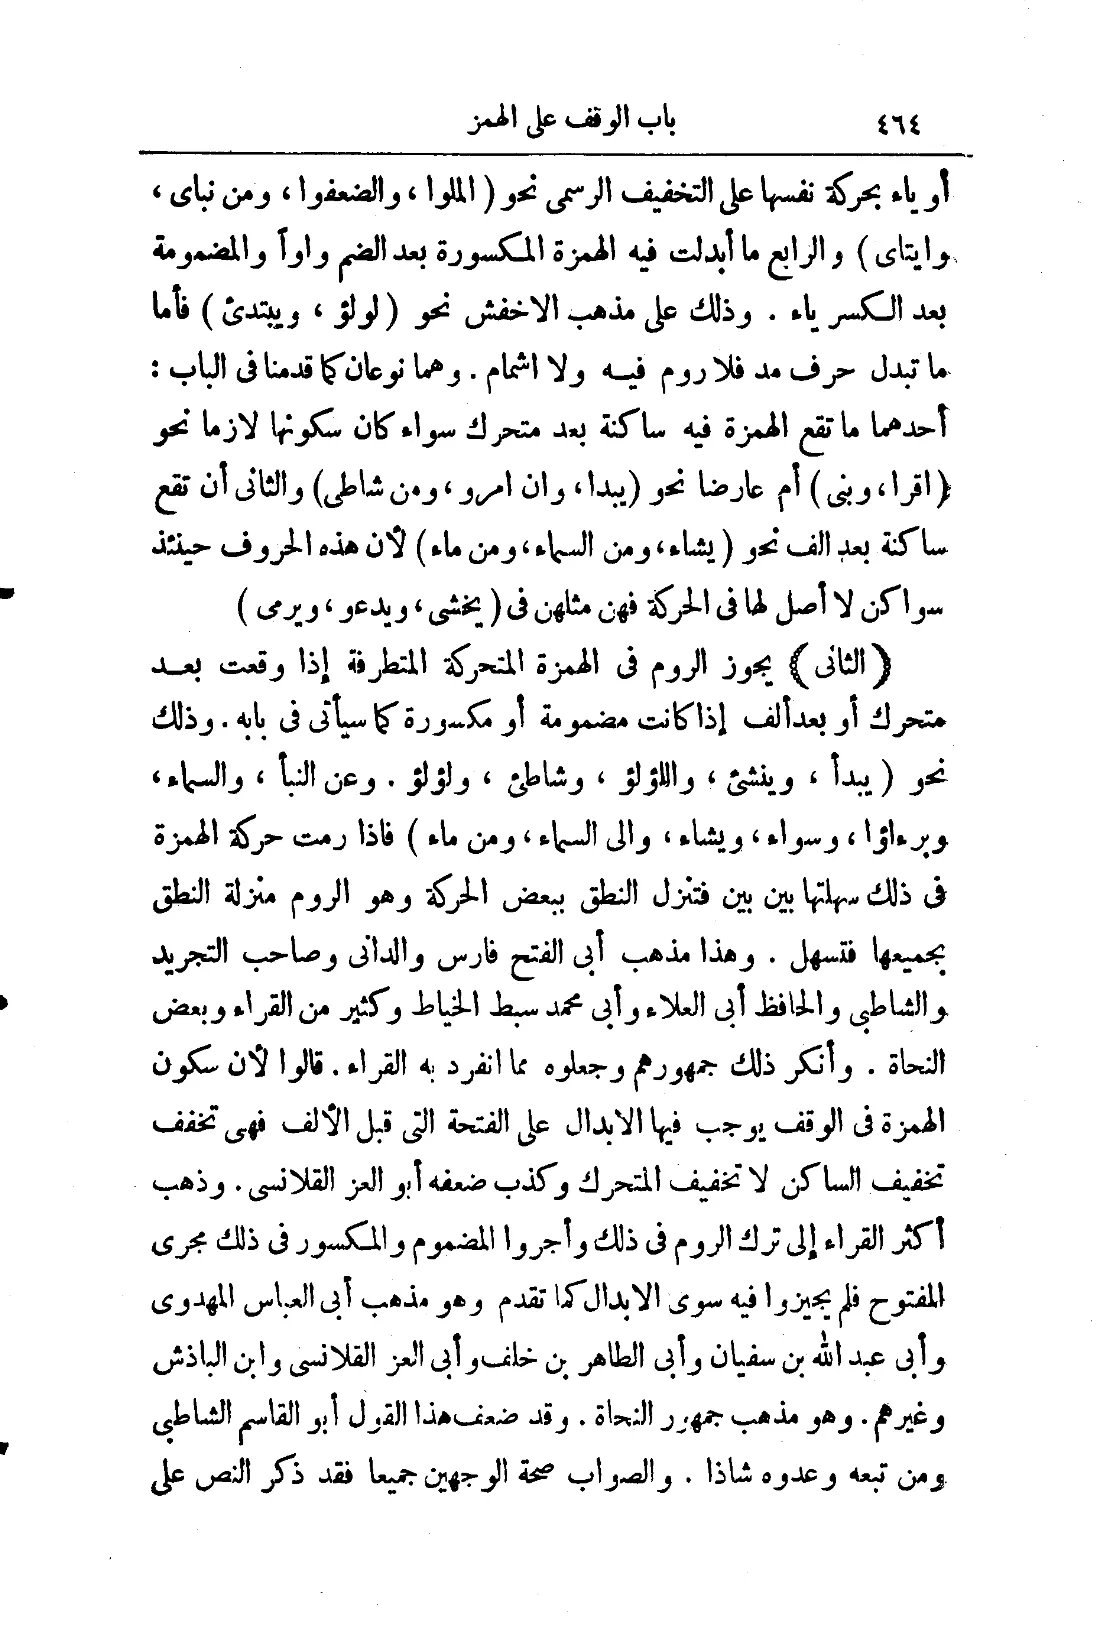 ٤٦٤ باب الوقف على الهمز
أو ياء بحركة نفسها على التخفيف الرسمى نحو (الملوا ، والضعفوا ، ومن نباى ،
وايتاى) والرابع ما أبدلت فيه الهمزة المكسورة بعد الضم واواً والمضمومة
بعد الكسر ياء . وذلك على مذهب الاخفش نحو (لولؤ ، ويبتدئ) فأما
ما تبدل حرف مد فلا روم فيه ولا اشمام . وهما نوعان كما قدمنا فى الباب :
أحدهما ما تقع الهمزة فيه ساكنة بعد متحرك سواء كان سكونها لازما نحو
(اقرا ، ونبى) أم عارضا نحو (يبدا ، وان امرو ، ومن شاطى) والثانى أن تقع
ساكنة بعد الف نحو (يشاء ، ومن السماء ، ومن ماء) لأن هذه الحروف حينئذ
سواكن لا أصل لها فى الحركة فهن مثلهن فى (يخشى ، ويدعو ، ويرمى)
﴿الثانى﴾ يجوز الروم فى الهمزة المتحركة المتطرفة إذا وقعت بعد
متحرك أو بعد ألف إذا كانت مضمومة أو مكسورة كما سيأتى فى بابه . وذلك
نحو (يبدأ ، وينشئ ، واللؤلؤ ، وشاطئ ، ولؤلؤ . وعن النبأ ، والسماء ،
وبرءاؤا ، وسواء ، ويشاء ، والى السماء ، ومن ماء) فاذا رمت حركة الهمزة
فى ذلك سهلتها بين بين فتنزل النطق ببعض الحركة وهو الروم منزلة النطق
بجميعها فتسهل . وهذا مذهب أبى الفتح فارس والدانى وصاحب التجريد
والشاطبى والحافظ أبى العلاء وأبى محمد سبط الخياط وكثير من القراء وبعض
النحاة . وأنكر ذلك جمهورهم وجعلوه مما انفرد به القراء . قالوا لأن سكون
الهمزة فى الوقف يوجب فيها الابدال على الفتحة التى قبل الألف فهى تخفف
تخفيف الساكن لا تخفيف المتحرك وكذب ضعفه أبو العز القلانسى . وذهب
أكثر القراء إلى ترك الروم فى ذلك وأجروا المضموم والمكسور فى ذلك مجرى
المفتوح فلم يجيزوا فيه سوى الابدال كما تقدم وهو مذهب أبى العباس المهدوى
وأبى عبد الله بن سفيان وأبى الطاهر بن خلف وأبى العز القلانسى وابن الباذش
وغيرهم . وهو مذهب جمهور النحاة . وقد ضعف هذا القول أبو القاسم الشاطبى
ومن تبعه وعدوه شاذا . والصواب صحة الوجهين جميعا فقد ذكر النص على